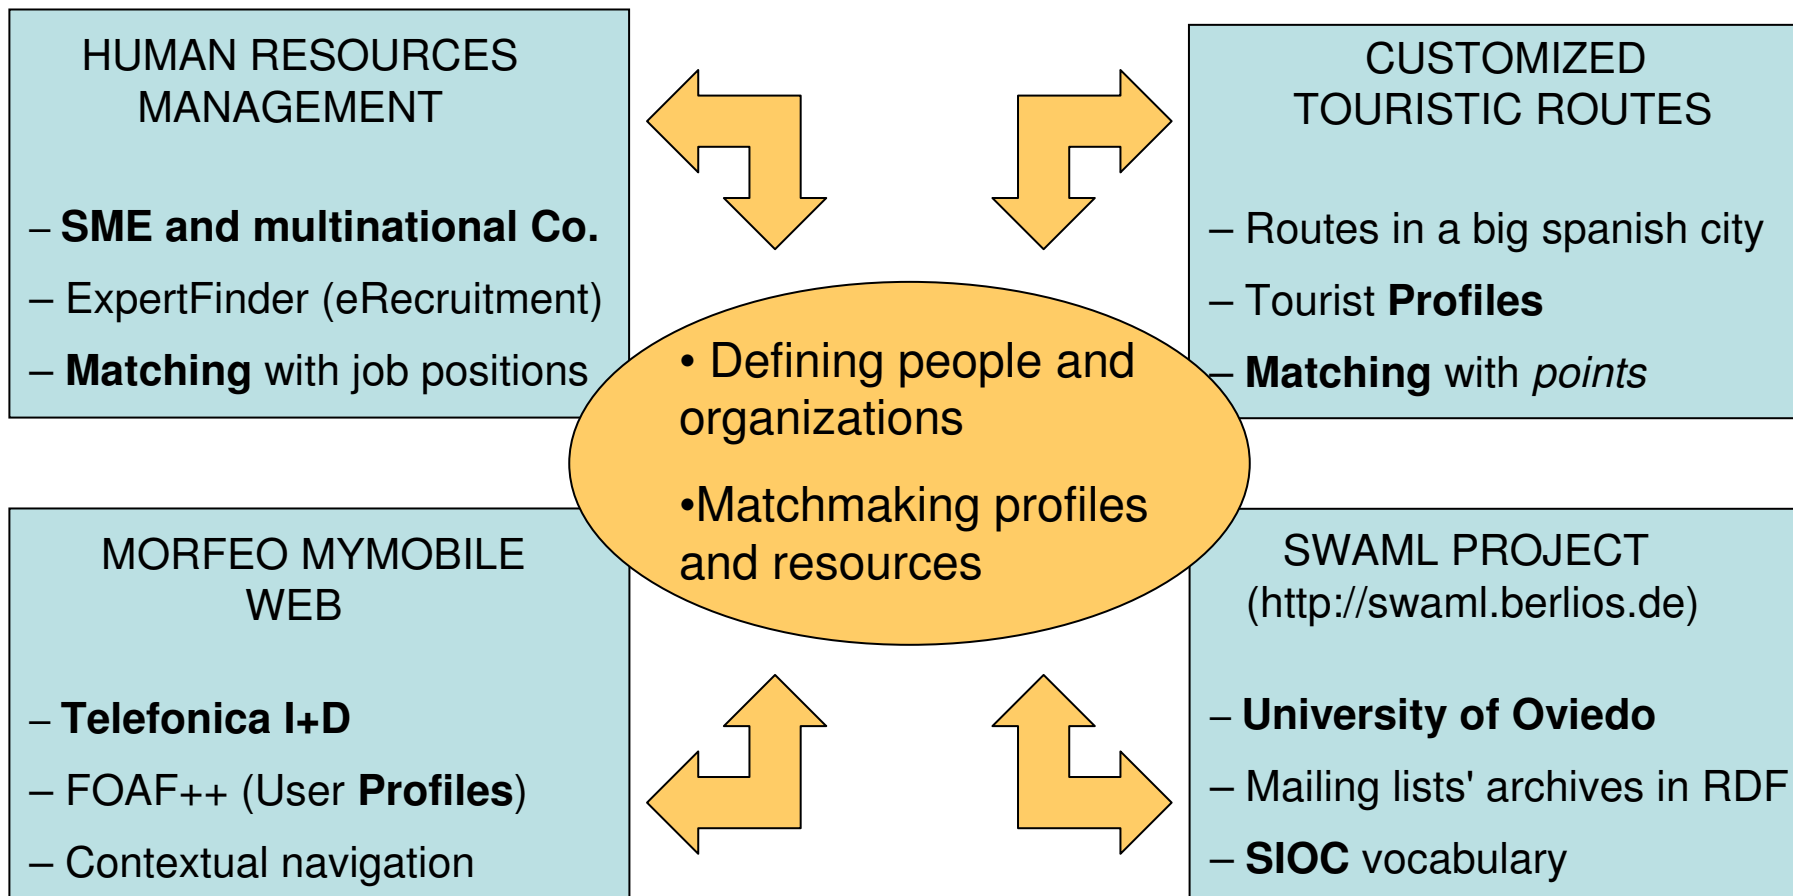 HUMAN RESOURCES
MANAGEMENT
– SME and multinational Co.
– ExpertFinder (eRecruitment)
– Matching with job positions
CUSTOMIZED
TOURISTIC ROUTES
– Routes in a big spanish city
– Tourist Profiles
– Matching with points
• Defining people and
organizations
•Matchmaking profiles
and resources
MORFEO MYMOBILE
WEB
– Telefonica I+D
– FOAF++ (User Profiles)
– Contextual navigation
SWAML PROJECT
(http://swaml.berlios.de)
– University of Oviedo
– Mailing lists' archives in RDF
– SIOC vocabulary